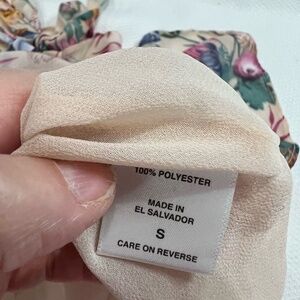 100% POLYESTER
MADE IN
EL SALVADOR
S
CARE ON REVERSE